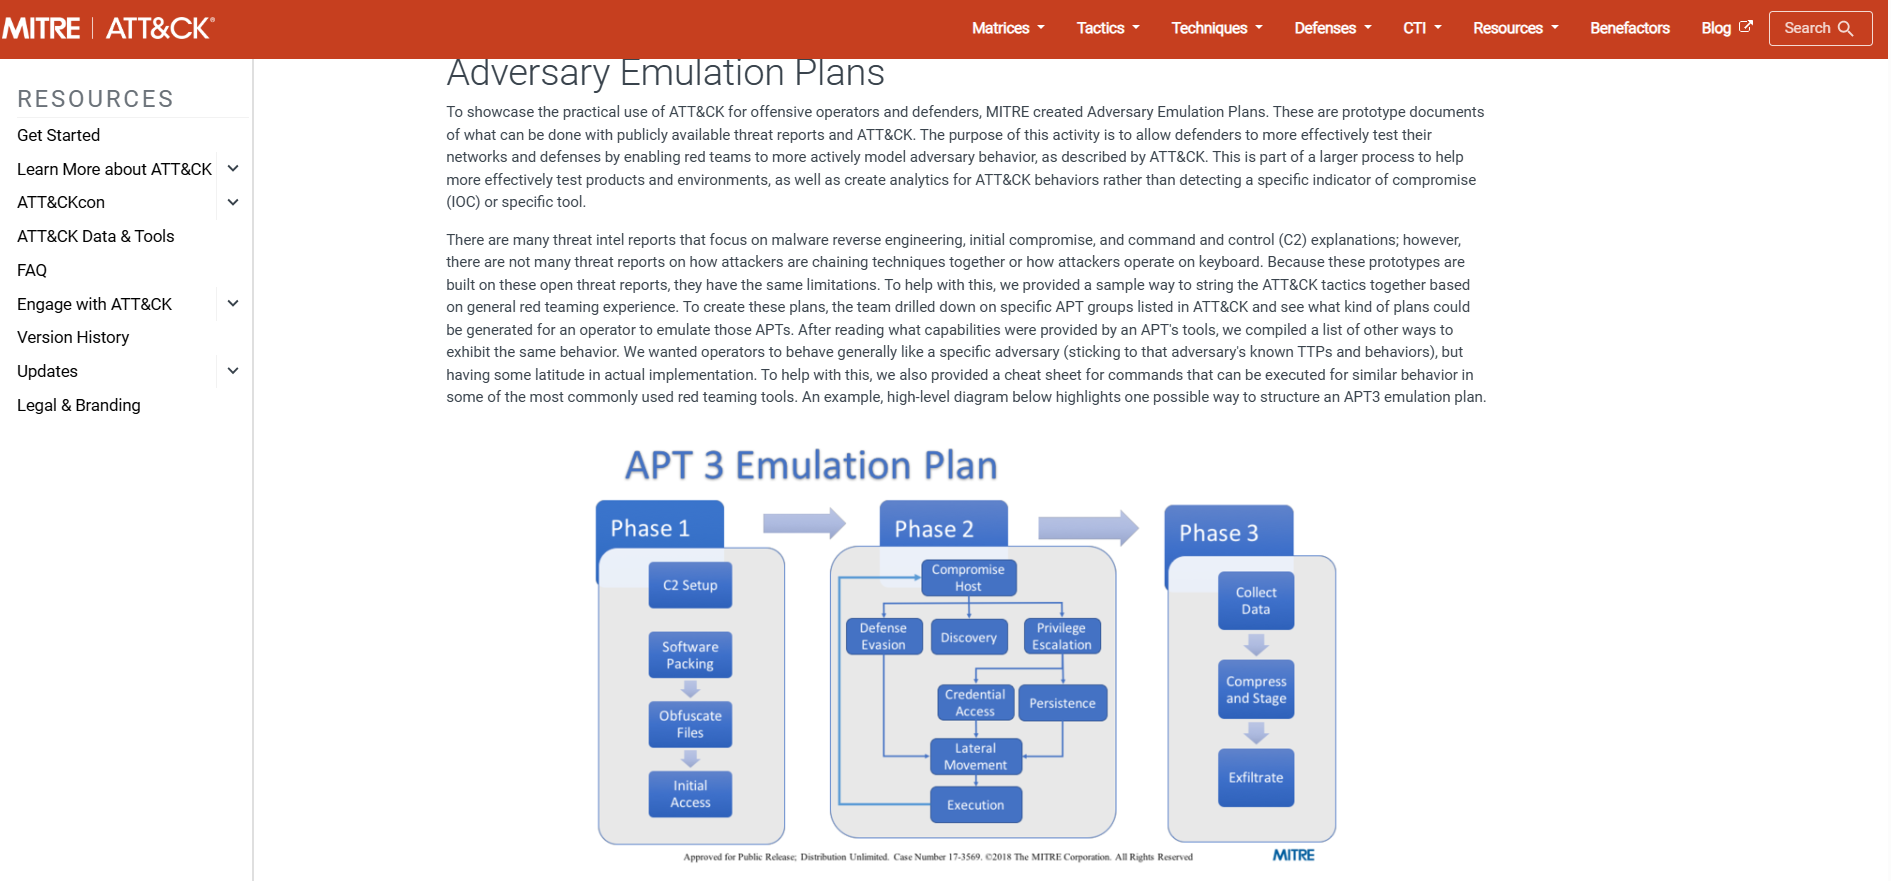 MITRE | ATT&CK®
Matrices
Tactics
Techniques
Defenses
CTI
Resources
Benefactors
Blog
Search
RESOURCES
Get Started
Learn More about ATT&CK
ATT&CKcon
ATT&CK Data & Tools
FAQ
Engage with ATT&CK
Version History
Updates
Legal & Branding
Adversary Emulation Plans
To showcase the practical use of ATT&CK for offensive operators and defenders, MITRE created Adversary Emulation Plans. These are prototype documents
of what can be done with publicly available threat reports and ATT&CK. The purpose of this activity is to allow defenders to more effectively test their
networks and defenses by enabling red teams to more actively model adversary behavior, as described by ATT&CK. This is part of a larger process to help
more effectively test products and environments, as well as create analytics for ATT&CK behaviors rather than detecting a specific indicator of compromise
(IOC) or specific tool.
There are many threat intel reports that focus on malware reverse engineering, initial compromise, and command and control (C2) explanations; however,
there are not many threat reports on how attackers are chaining techniques together or how attackers operate on keyboard. Because these prototypes are
built on these open threat reports, they have the same limitations. To help with this, we provided a sample way to string the ATT&CK tactics together based
on general red teaming experience. To create these plans, the team drilled down on specific APT groups listed in ATT&CK and see what kind of plans could
be generated for an operator to emulate those APTs. After reading what capabilities were provided by an APT's tools, we compiled a list of other ways to
exhibit the same behavior. We wanted operators to behave generally like a specific adversary (sticking to that adversary's known TTPs and behaviors), but
having some latitude in actual implementation. To help with this, we also provided a cheat sheet for commands that can be executed for similar behavior in
some of the most commonly used red teaming tools. An example, high-level diagram below highlights one possible way to structure an APT3 emulation plan.
APT 3 Emulation Plan
Phase 1
C2 Setup
Software
Packing
Obfuscate
Files
Initial
Access
Phase 2
Compromise
Host
Defense
Evasion
Discovery
Privilege
Escalation
Credential
Access
Persistence
Lateral
Movement
Execution
Phase 3
Collect
Data
Compress
and Stage
Exfiltrate
Approved for Public Release; Distribution Unlimited. Case Number 17-3569. ©2018 The MITRE Corporation. All Rights Reserved
MITRE